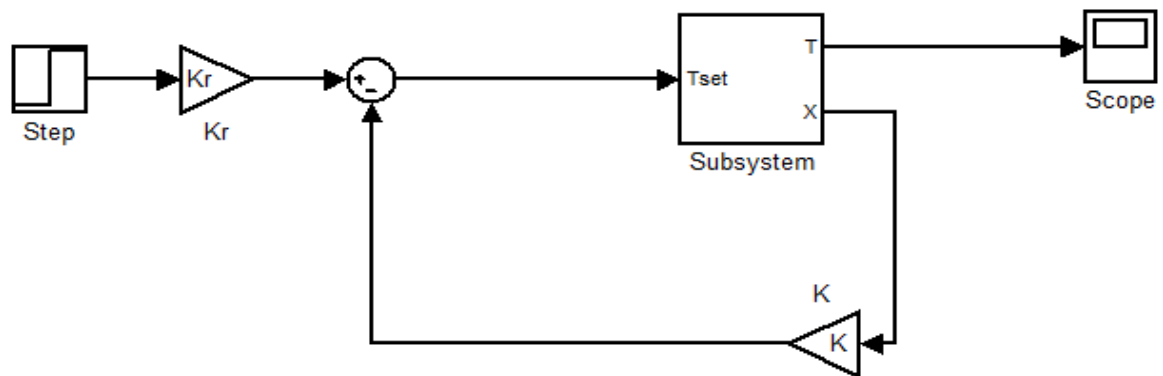 T
Kr
+
-
Tset
Scope
Step
X
Kr
Subsystem
K
K